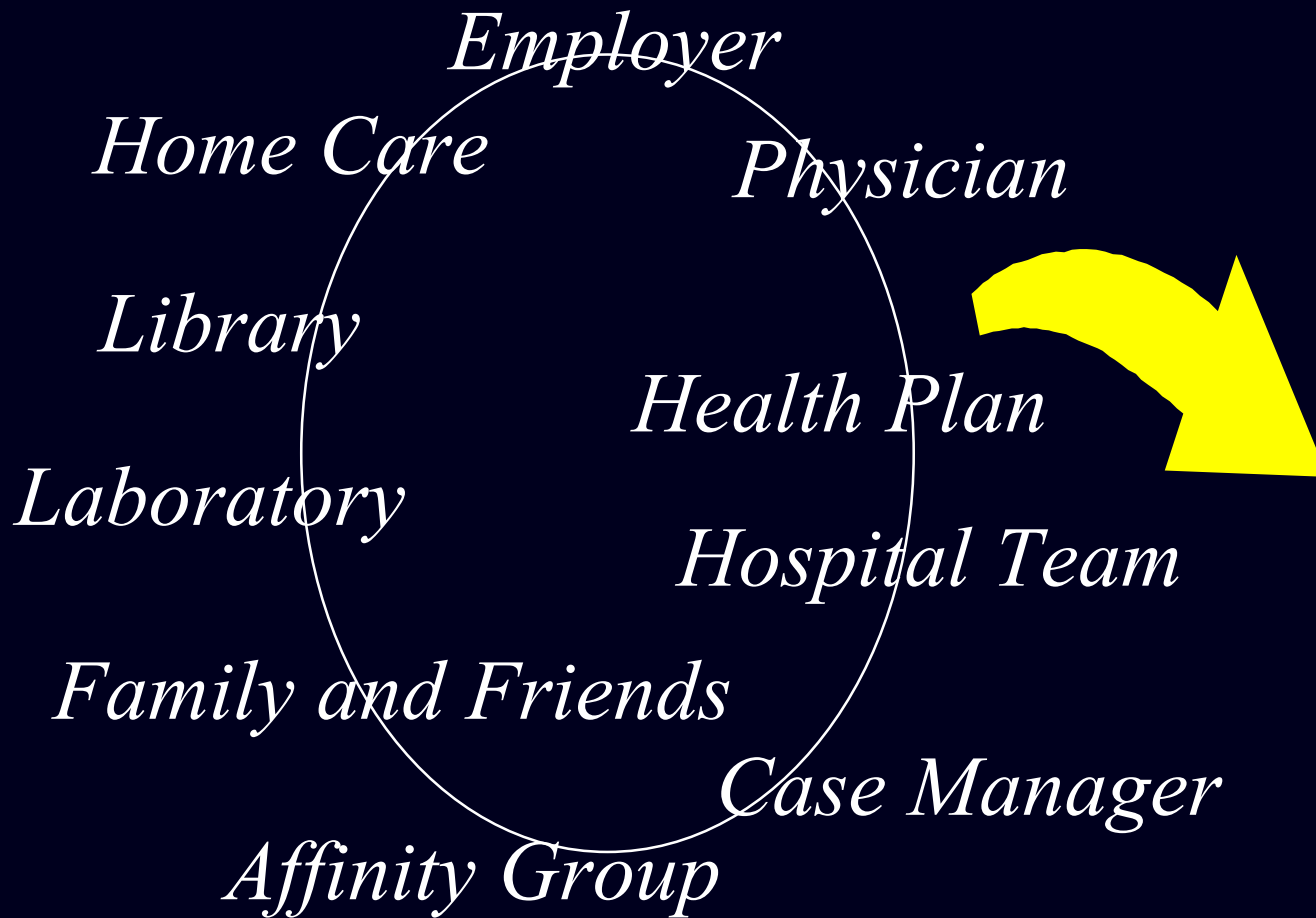 Employer
Home Care
Physician
Library
Health Plan
Laboratory
Hospital Team
Family and Friends
Case Manager
Affinity Group